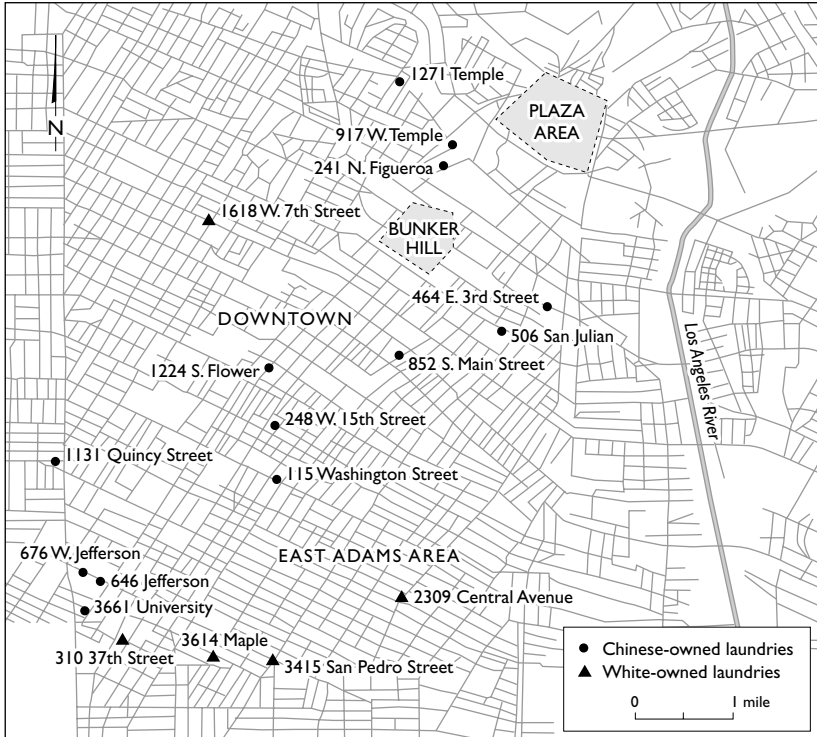 1271 Temple
PLAZA
AREA
N
917 W. Temple
241 N. Figueroa
1618 W. 7th Street
BUNKER
HILL
464 E. 3rd Street
DOWNTOWN
506 San Julian
Los Angeles River
852 S. Main Street
1224 S. Flower
248 W. 15th Street
1131 Quincy Street
115 Washington Street
676 W. Jefferson
EAST ADAMS AREA
646 Jefferson
2309 Central Avenue
3661 University
3614 Maple
310 37th Street
3415 San Pedro Street
Chinese-owned laundries
White-owned laundries
0 1 mile